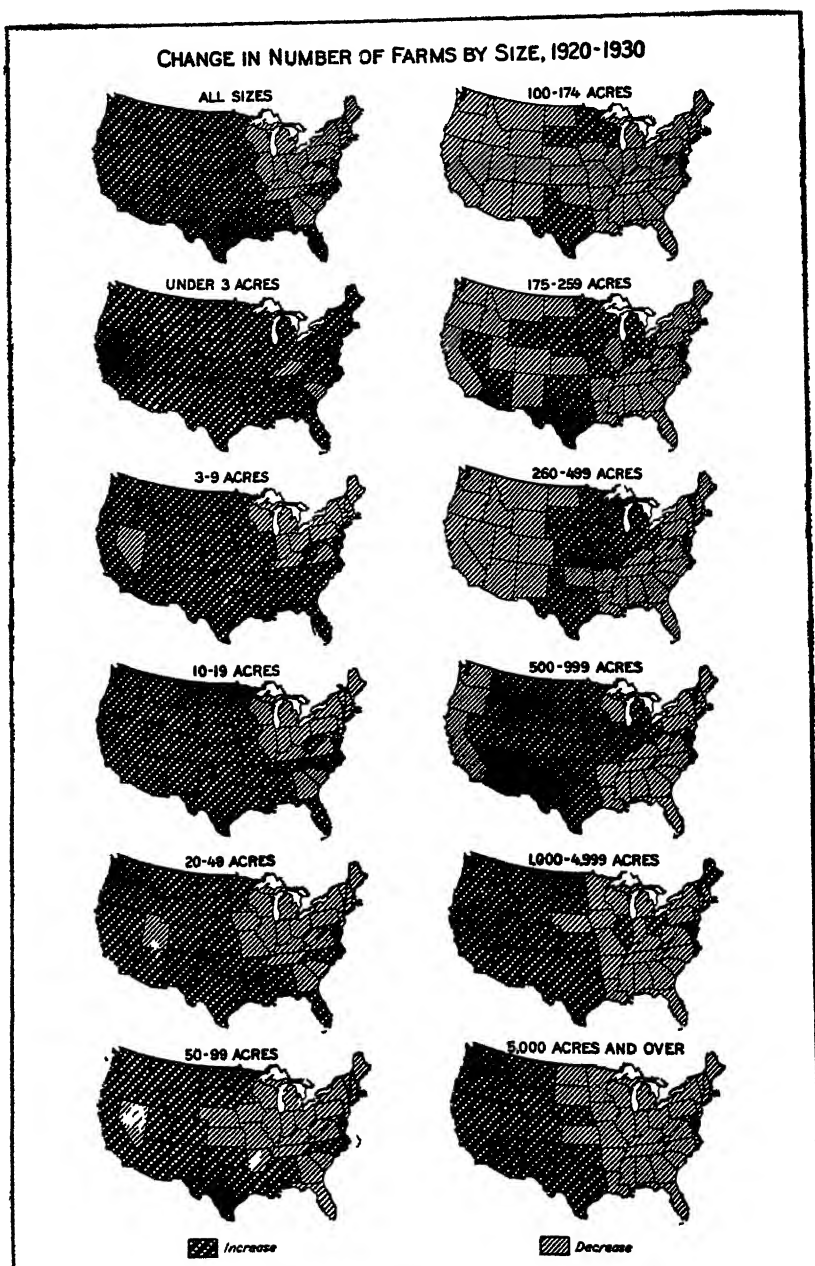 CHANGE IN NUMBER OF FARMS BY SIZE, 1920-1930
ALL SIZES
UNDER 3 ACRES
3-9 ACRES
10-19 ACRES
20-49 ACRES
50-99 ACRES
100-174 ACRES
175-259 ACRES
260-499 ACRES
500-999 ACRES
1,000-4,999 ACRES
5,000 ACRES AND OVER
Increase
Decrease